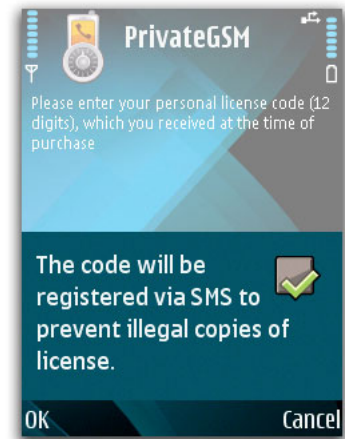 PrivateGSM
Please enter your personal license code (12
digits), which you received at the time of
purchase
The code will be
registered via SMS to
prevent illegal copies of
license.
OK Cancel